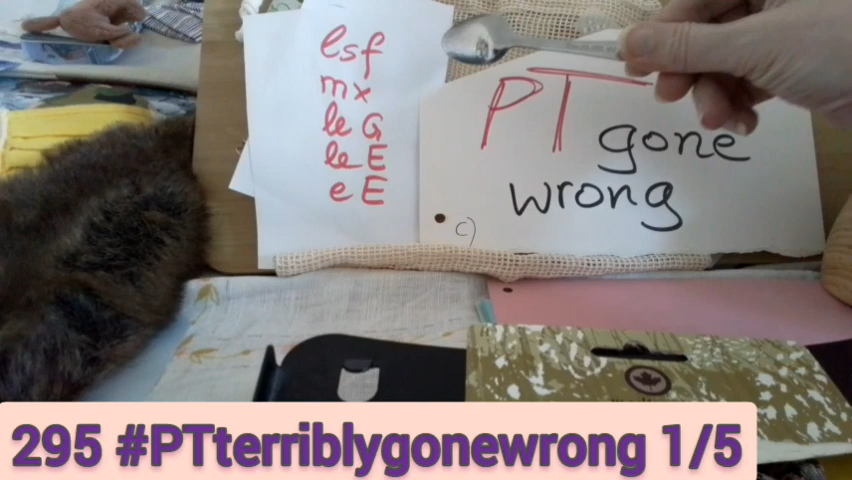 lsf
mx
le G
le E
e E
PT
gone
wrong
c)
295 #PTterriblygonewrong 1/5